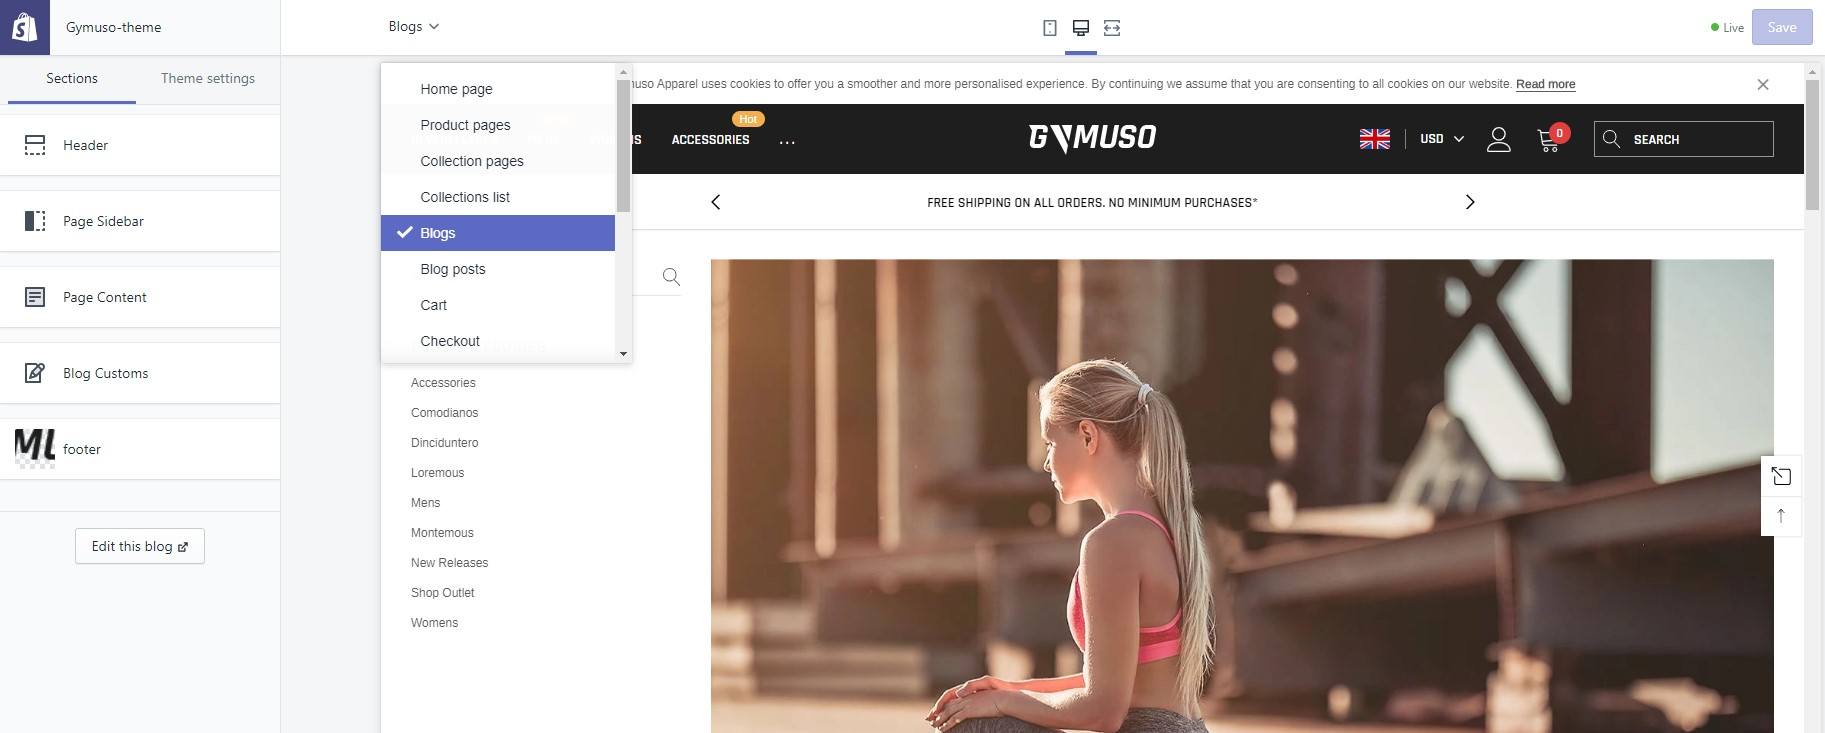 Gymuso-theme
Blogs
Live
Save
Sections
Theme settings
Header
Page Sidebar
Page Content
Blog Customs
footer
Edit this blog
Home page
Product pages
Collection pages
Collections list
Blogs
Blog posts
Cart
Checkout
muso Apparel uses cookies to offer you a smoother and more personalised experience. By continuing we assume that you are consenting to all cookies on our website. Read more
Hot
ACCESSORIES
...
GYMUSO
USD
0
SEARCH
FREE SHIPPING ON ALL ORDERS. NO MINIMUM PURCHASES*
Accessories
Comodianos
Dinciduntero
Loremous
Mens
Montemous
New Releases
Shop Outlet
Womens